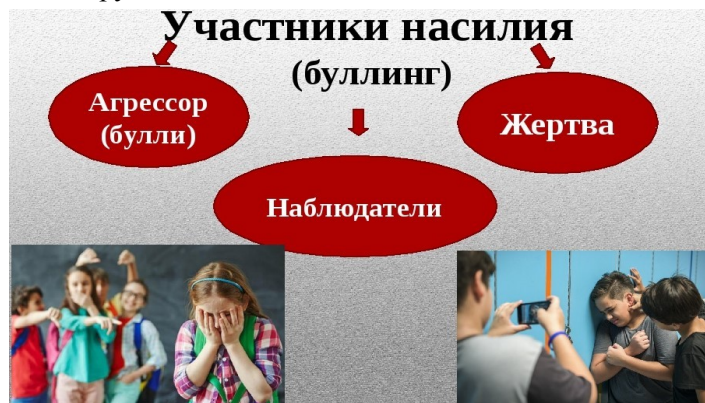 Участники насилия
(буллинг)
Агрессор
(булли)
Жертва
Наблюдатели